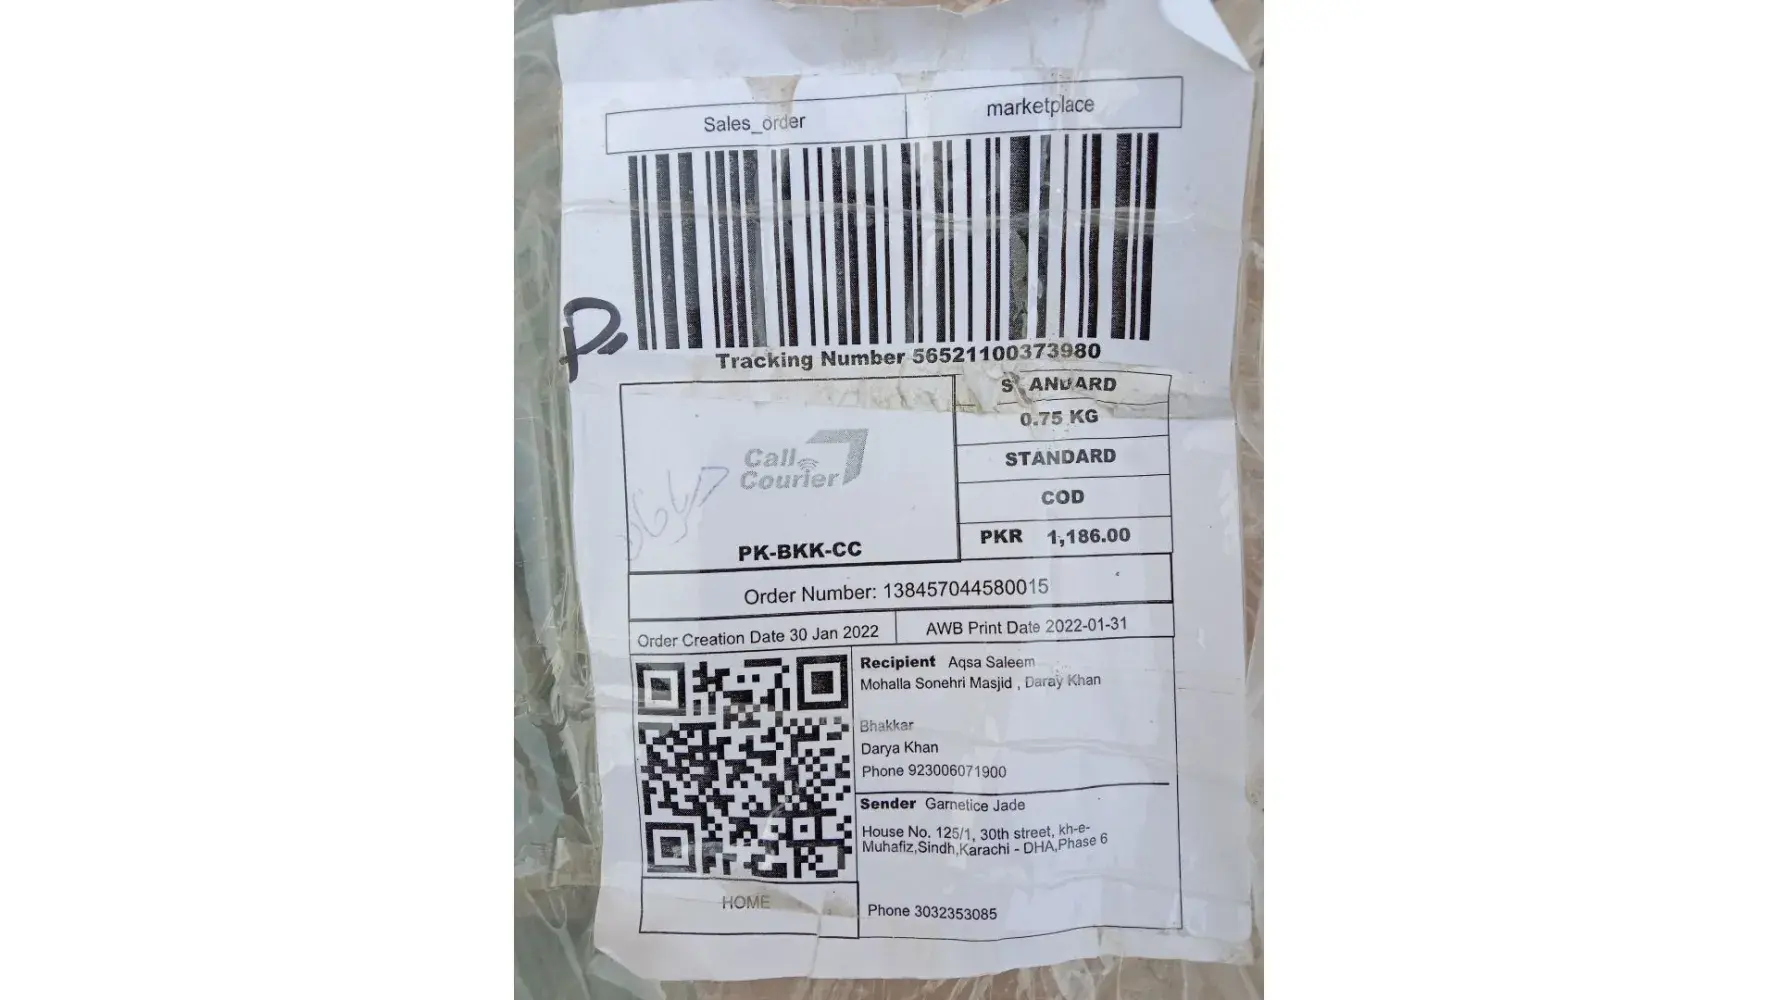 Sales_order
marketplace
P.
Tracking Number 56521100373980
STANDARD
0.75 KG
STANDARD
COD
PKR 1,186.00
Call
Courier
PK-BKK-CC
Order Number: 138457044580015
Order Creation Date 30 Jan 2022
AWB Print Date 2022-01-31
Recipient Aqsa Saleem
Mohalla Sonehri Masjid , Daray Khan
Bhakkar
Darya Khan
Phone 923006071900
Sender Garnetice Jade
House No. 125/1, 30th street, kh-e-
Muhafiz,Sindh,Karachi - DHA,Phase 6
Phone 3032353085
HOME